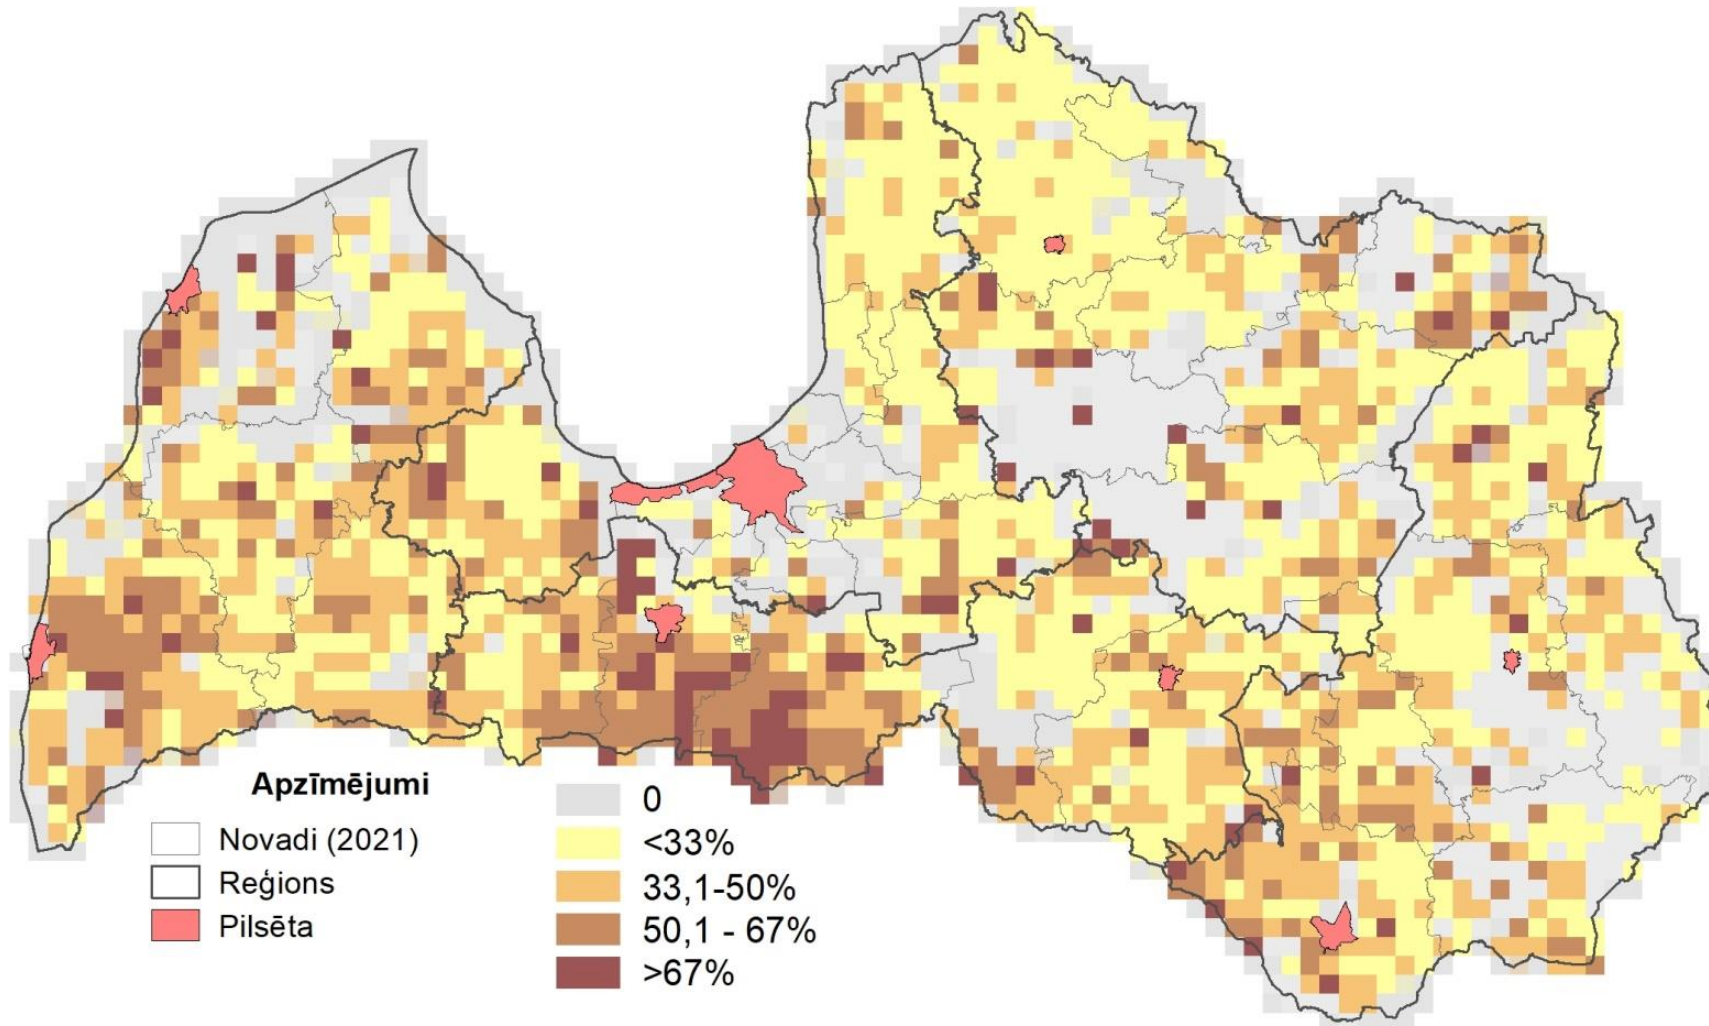 Apzīmējumi
Novadi (2021)
Reģions
Pilsēta
0
<33%
33,1-50%
50,1 - 67%
>67%